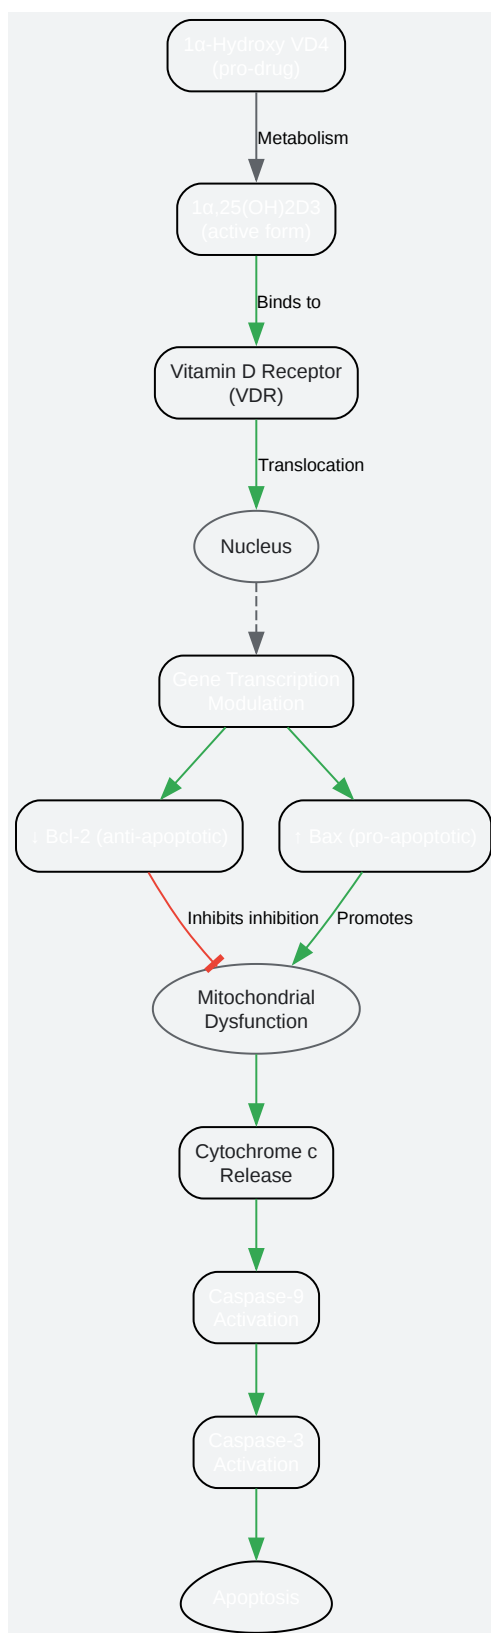 1α-Hydroxy VD4
(pro-drug)
Metabolism
1α,25(OH)2D3
(active form)
Binds to
Vitamin D Receptor
(VDR)
Translocation
Nucleus
Gene Transcription
Modulation
↓ Bcl-2 (anti-apoptotic)
↑ Bax (pro-apoptotic)
Inhibits inhibition
Promotes
Mitochondrial
Dysfunction
Cytochrome c
Release
Caspase-9
Activation
Caspase-3
Activation
Apoptosis